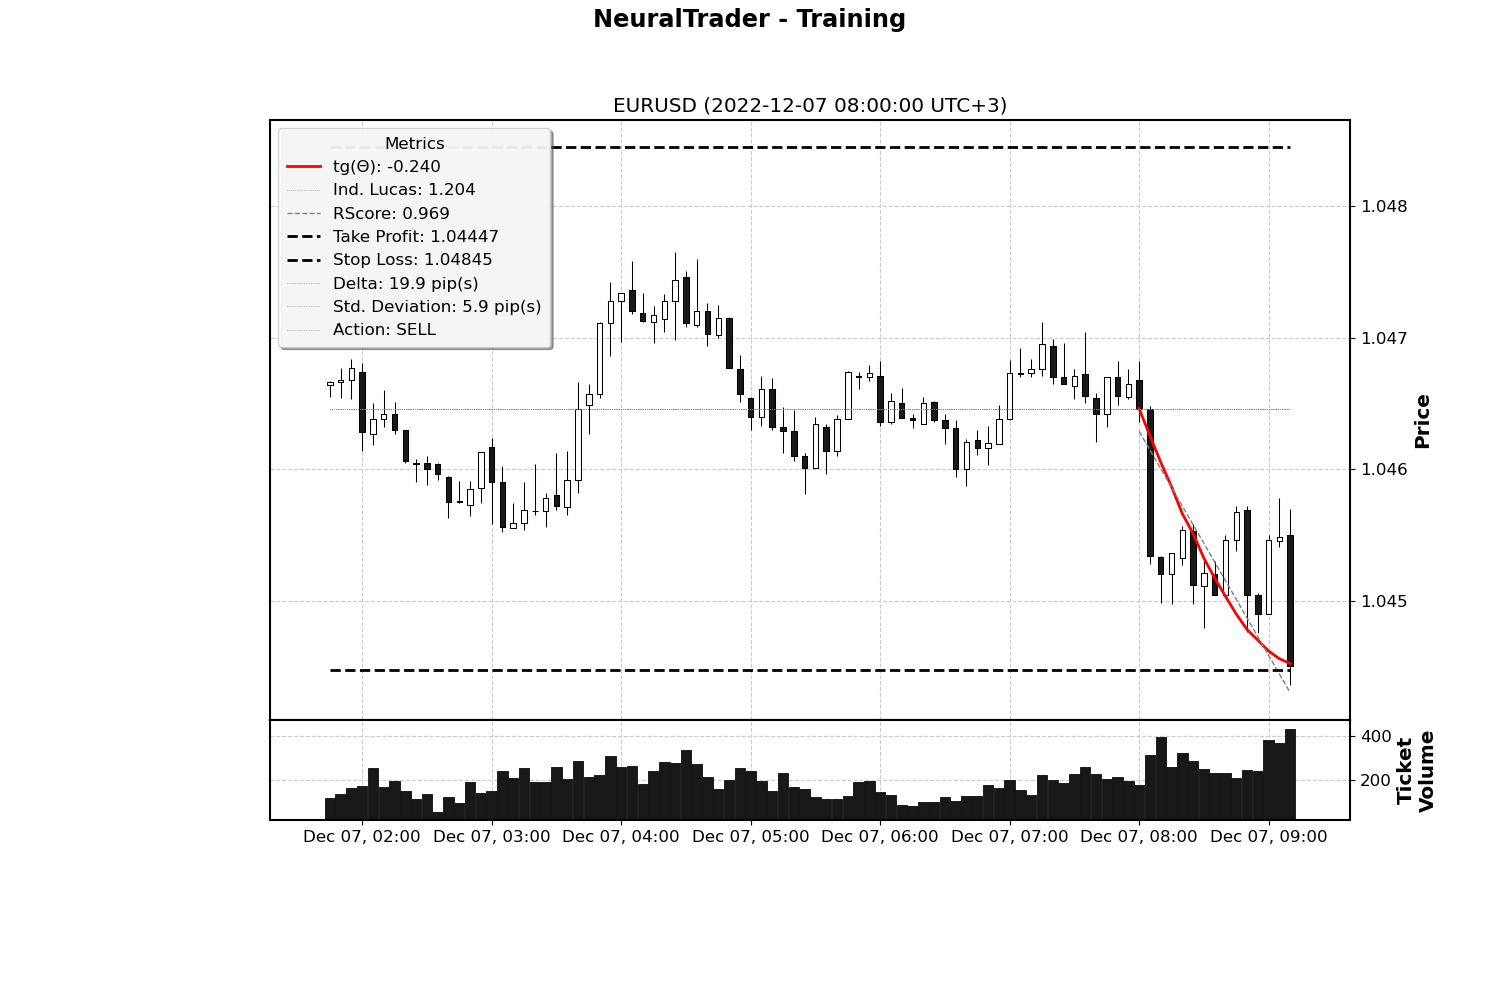 NeuralTrader - Training
EURUSD (2022-12-07 08:00:00 UTC+3)
Metrics
tg(Θ): -0.240
Ind. Lucas: 1.204
RScore: 0.969
Take Profit: 1.04447
Stop Loss: 1.04845
Delta: 19.9 pip(s)
Std. Deviation: 5.9 pip(s)
Action: SELL
1.048
1.047
1.046
1.045
Price
400
200
Ticket
Volume
Dec 07, 02:00
Dec 07, 03:00
Dec 07, 04:00
Dec 07, 05:00
Dec 07, 06:00
Dec 07, 07:00
Dec 07, 08:00
Dec 07, 09:00